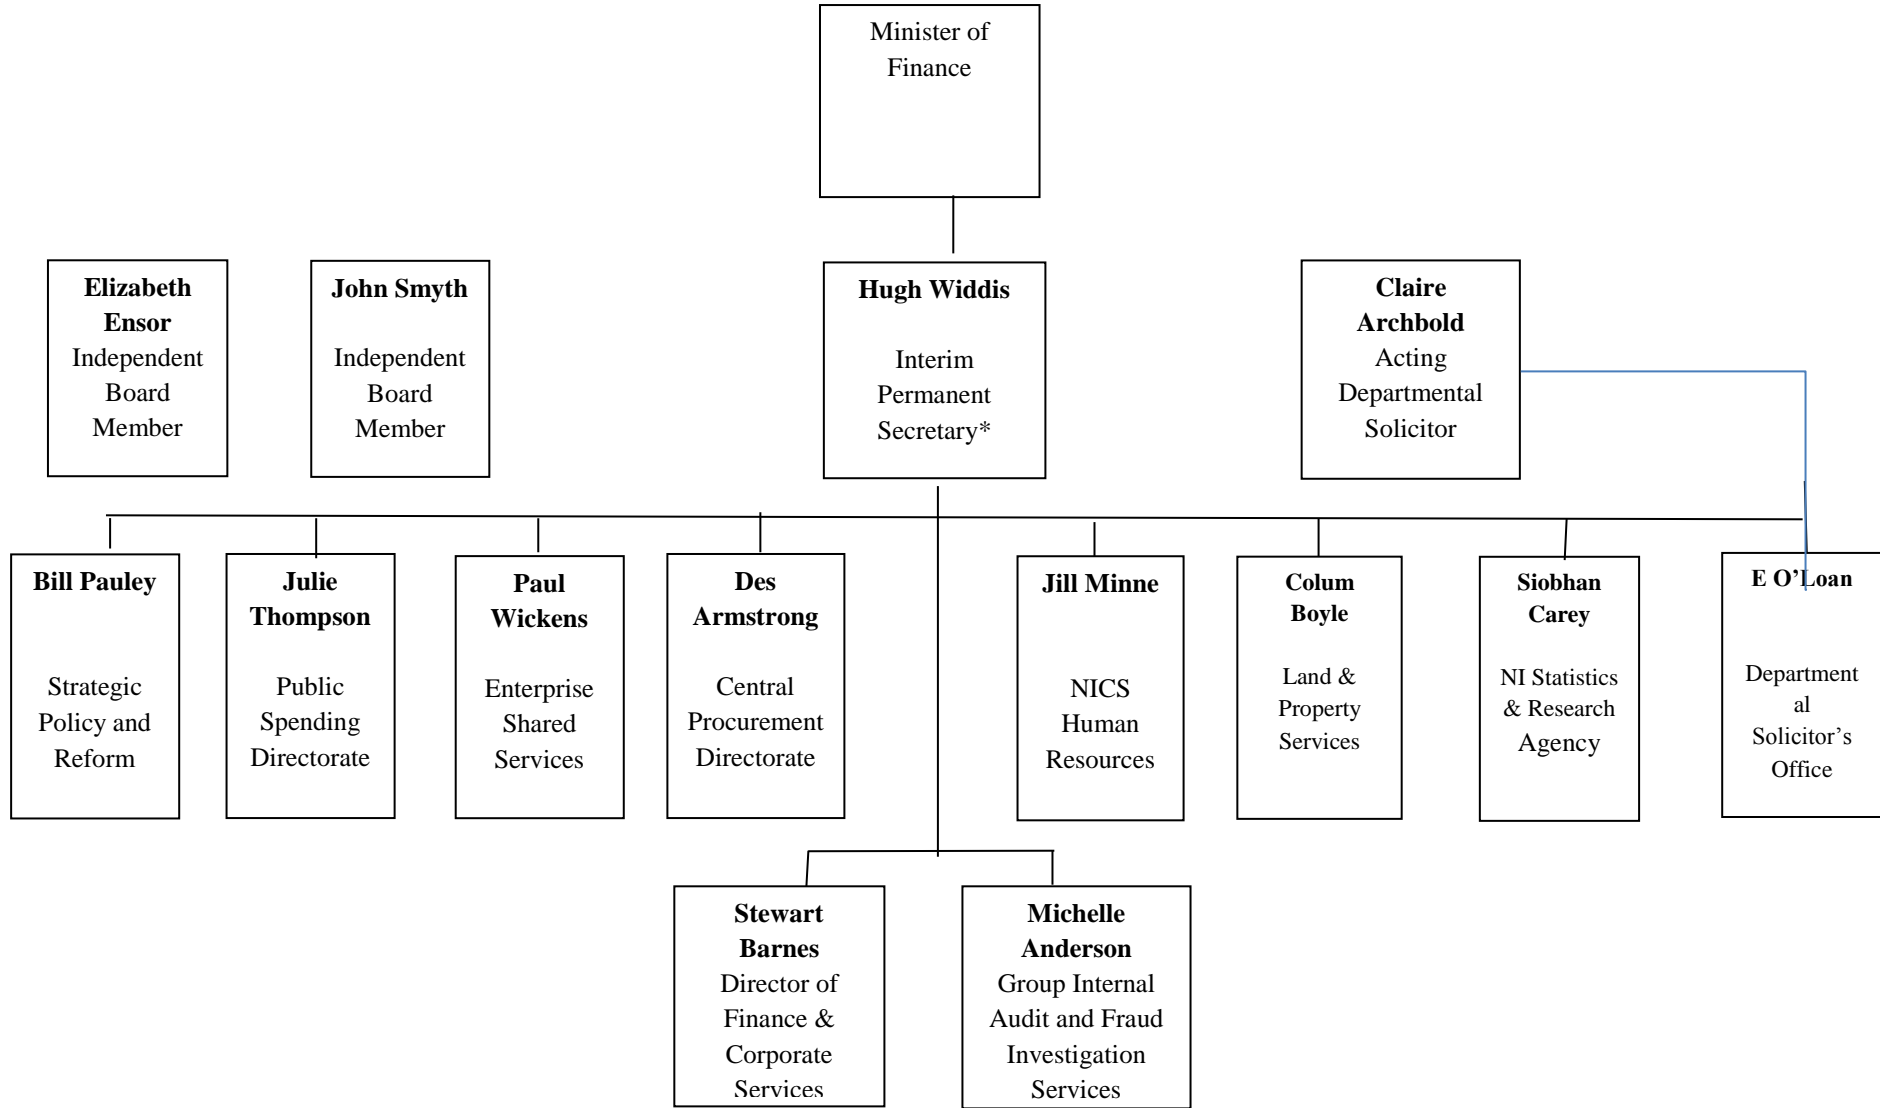 Minister of
Finance
Elizabeth
Ensor
Independent
Board
Member
John Smyth
Independent
Board
Member
Hugh Widdis
Interim
Permanent
Secretary*
Claire
Archbold
Acting
Departmental
Solicitor
Bill Pauley
Strategic
Policy and
Reform
Julie
Thompson
Public
Spending
Directorate
Paul
Wickens
Enterprise
Shared
Services
Des
Armstrong
Central
Procurement
Directorate
Jill Minne
NICS
Human
Resources
Colum
Boyle
Land &
Property
Services
Siobhan
Carey
NI Statistics
& Research
Agency
E O’Loan
Department
al
Solicitor’s
Office
Stewart
Barnes
Director of
Finance &
Corporate
Services
Michelle
Anderson
Group Internal
Audit and Fraud
Investigation
Services